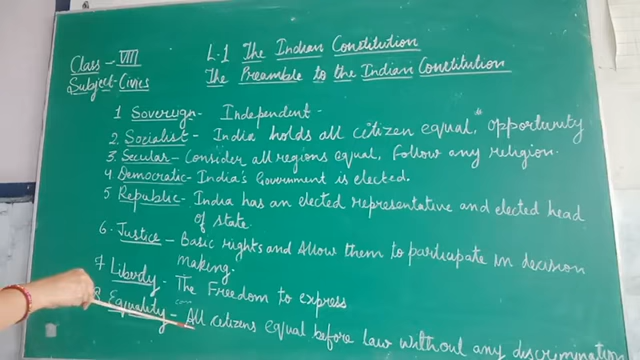 Class - VIII
Subject - Civics
L.1 The Indian Constitution
The Preamble to the Indian Constitution
1 Sovereign - Independent -
2. Socialist - India holds all citizen equal, opportunity
3. Secular - Consider all regions equal, Follow any religion.
4 Democratic - India's Government is elected.
5 Republic - India has an elected representative and elected head
of state.
6. Justice - Basic rights and Allow them to participate in decision
making.
7 Liberty - The Freedom to express
8. Equality - All citizens equal before law without any discrimination